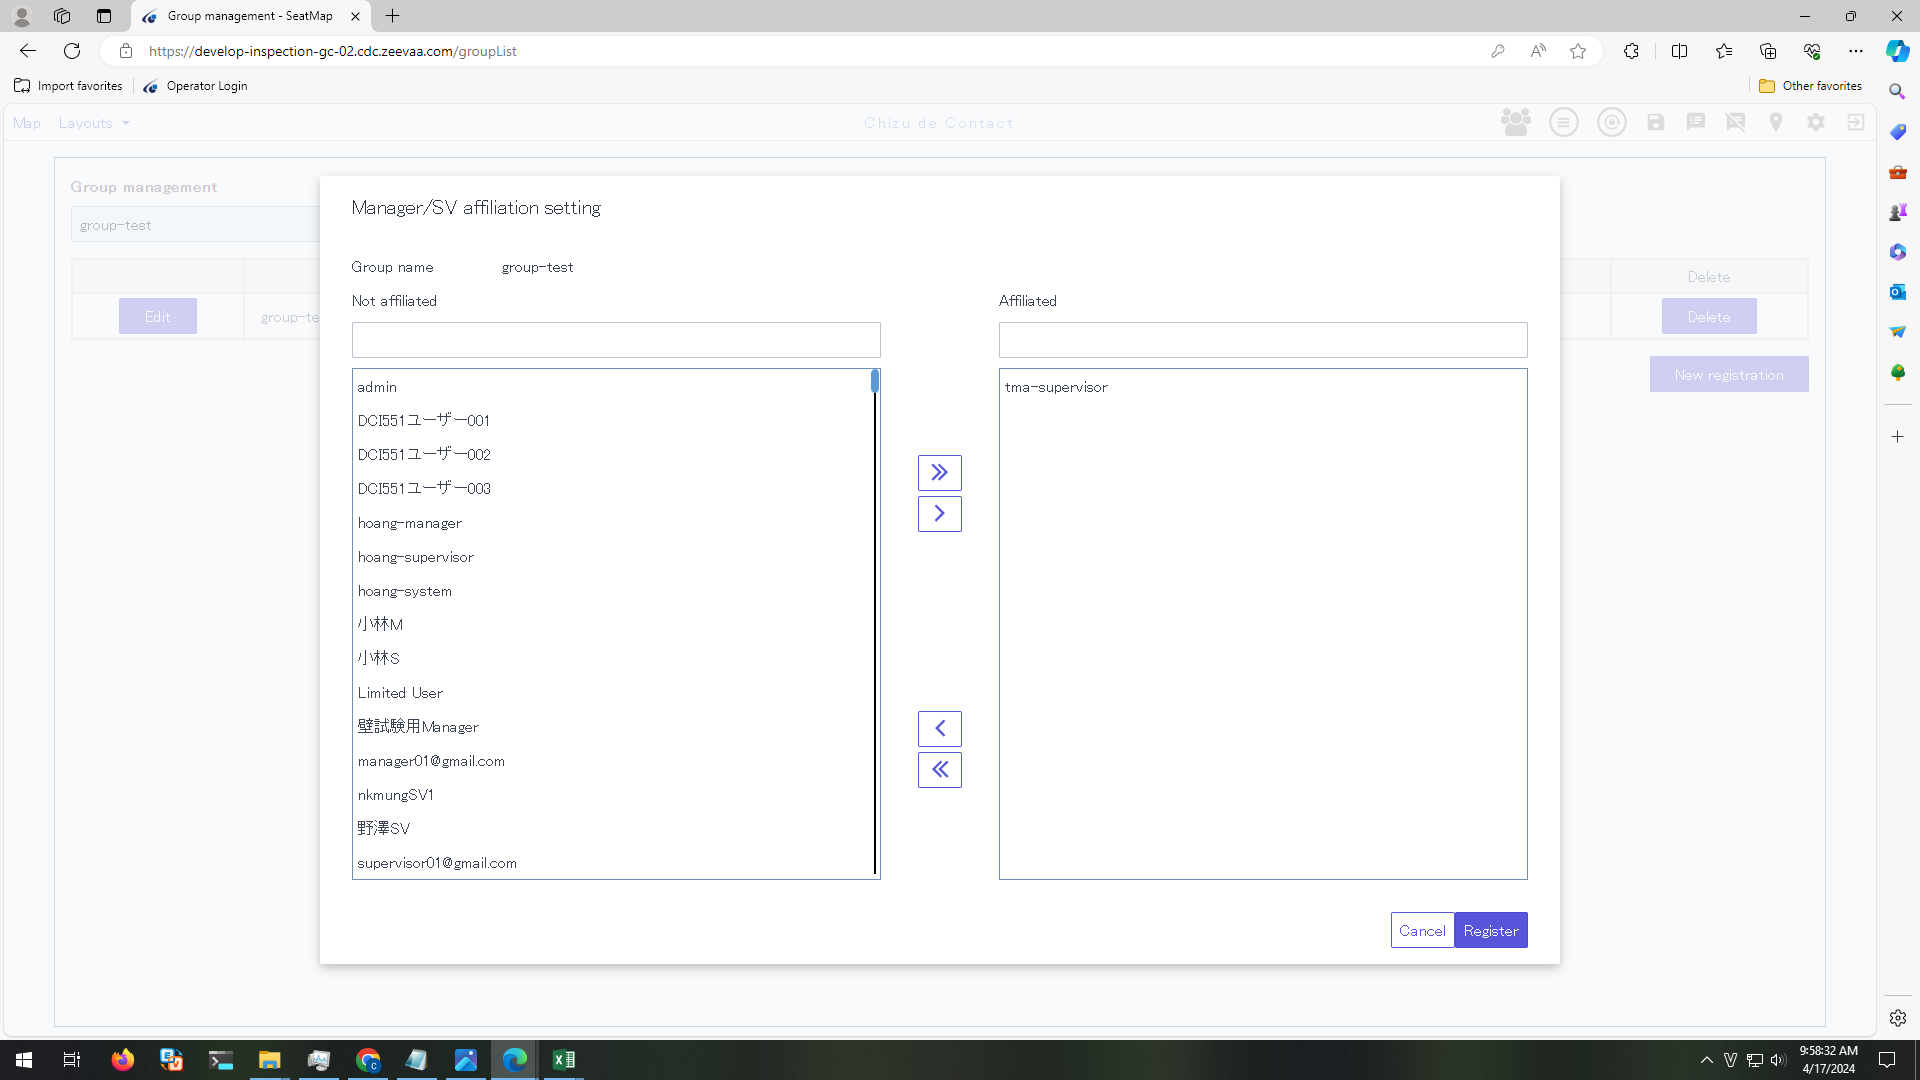 Group management - SeatMap
https://develop-inspection-gc-02.cdc.zeevaa.com/groupList
Import favorites
Operator Login
Other favorites
Map
Layouts
Chizu de Contact
Group management
group-test
Delete
Edit
group-te
Delete
New registration
Manager/SV affiliation setting
Group name
group-test
Not affiliated
Affiliated
admin
DCI551ユーザー001
DCI551ユーザー002
DCI551ユーザー003
hoang-manager
hoang-supervisor
hoang-system
小林M
小林S
Limited User
壁試験用Manager
manager01@gmail.com
nkmungSV1
野澤SV
supervisor01@gmail.com
tma-supervisor
Cancel
Register
9:58:32 AM
4/17/2024